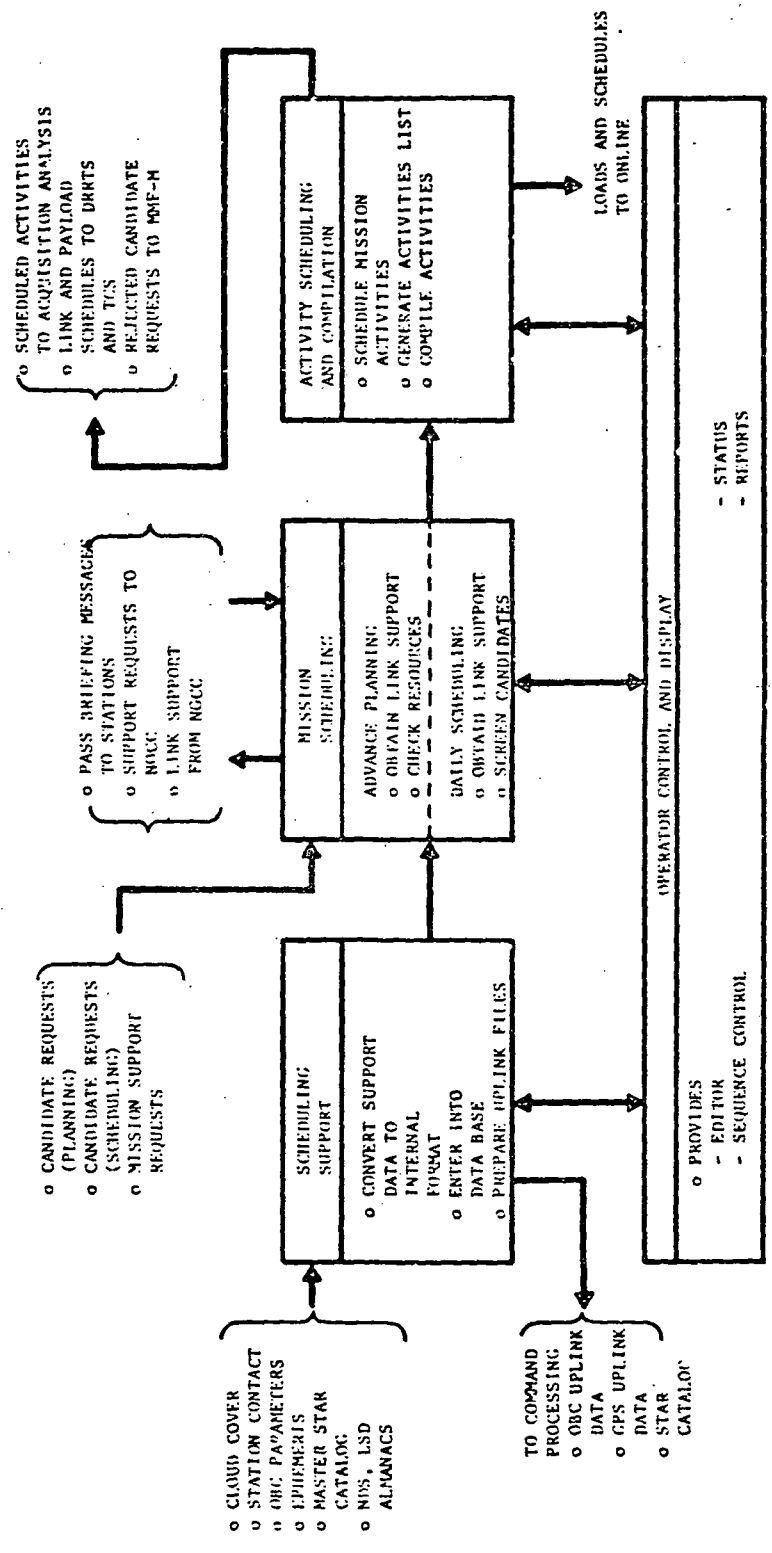 o CLOUD COVER
o STATION CONTACT
o OBC PARAMETERS
o EPHEMERIS
o MASTER STAR
CATALOG
o NDS, LSD
ALMANACS
TO COMMAND
PROCESSING
o OBC UPLINK
DATA
o GPS UPLINK
DATA
o STAR
CATALOG
o CANDIDATE REQUESTS
(PLANNING)
o CANDIDATE REQUESTS
(SCHEDULING)
o MISSION SUPPORT
REQUESTS
SCHEDULING
SUPPORT
o CONVERT SUPPORT
DATA TO
INTERNAL
FORMAT
o ENTER INTO
DATA BASE
o PREPARE UPLINK FILES
o PASS BRIEFING MESSAGES
TO STATIONS
o SUPPORT REQUESTS TO
NOCC
o LINK SUPPORT
FROM NGCC
MISSION
SCHEDULING
ADVANCE PLANNING
o OBTAIN LINK SUPPORT
o CHECK RESOURCES
DAILY SCHEDULING
o OBTAIN LINK SUPPORT
o SCREEN CANDIDATES
o SCHEDULED ACTIVITIES
TO ACQUISITION ANALYSIS
o LINK AND PAYLOAD
SCHEDULES TO DRRTS
AND TCS
o REJECTED CANDIDATE
REQUESTS TO MMF-M
ACTIVITY SCHEDULING
AND COMPILATION
o SCHEDULE MISSION
ACTIVITIES
o GENERATE ACTIVITIES LIST
o COMPILE ACTIVITIES
LOADS AND SCHEDULES
TO ONLINE
OPERATOR CONTROL AND DISPLAY
o PROVIDES
- EDITOR
- SEQUENCE CONTROL
- STATUS
- REPORTS